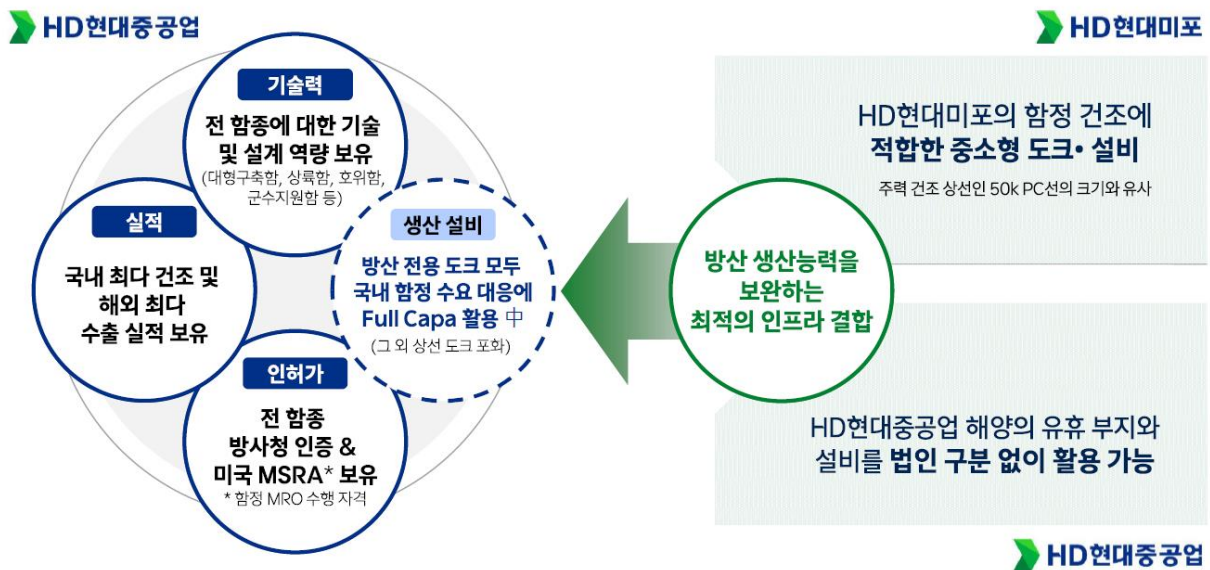 HD현대중공업
기술력
전 함종에 대한 기술
및 설계 역량 보유
(대형구축함, 상륙함, 호위함,
군수지원함 등)
실적
국내 최다 건조 및
해외 최다
수출 실적 보유
생산 설비
방산 전용 도크 모두
국내 함정 수요 대응에
Full Capa 활용 中
(그 외 상선 도크 포화)
인허가
전 함종
방사청 인증 &
미국 MSRA* 보유
* 함정 MRO 수행 자격
방산 생산능력을
보완하는
최적의 인프라 결합
HD현대미포
HD현대미포의 함정 건조에
적합한 중소형 도크• 설비
주력 건조 상선인 50k PC선의 크기와 유사
HD현대중공업 해양의 유휴 부지와
설비를 법인 구분 없이 활용 가능
HD현대중공업